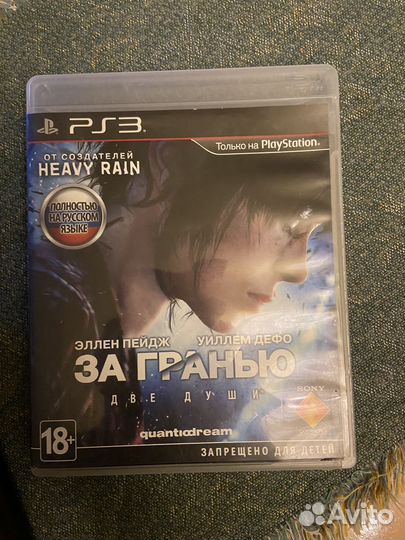 PS3
Только на PlayStation.
ОТ СОЗДАТЕЛЕЙ
HEAVY RAIN
ПОЛНОСТЬЮ
НА РУССКОМ
ЯЗЫКЕ
ЭЛЛЕН ПЕЙДЖ УИЛЛЕМ ДЕФО
ЗА ГРАНЬЮ
ДВЕ ДУШИ
SONY
18+
quanticdream
ЗАПРЕЩЕНО ДЛЯ ДЕТЕЙ
Avito